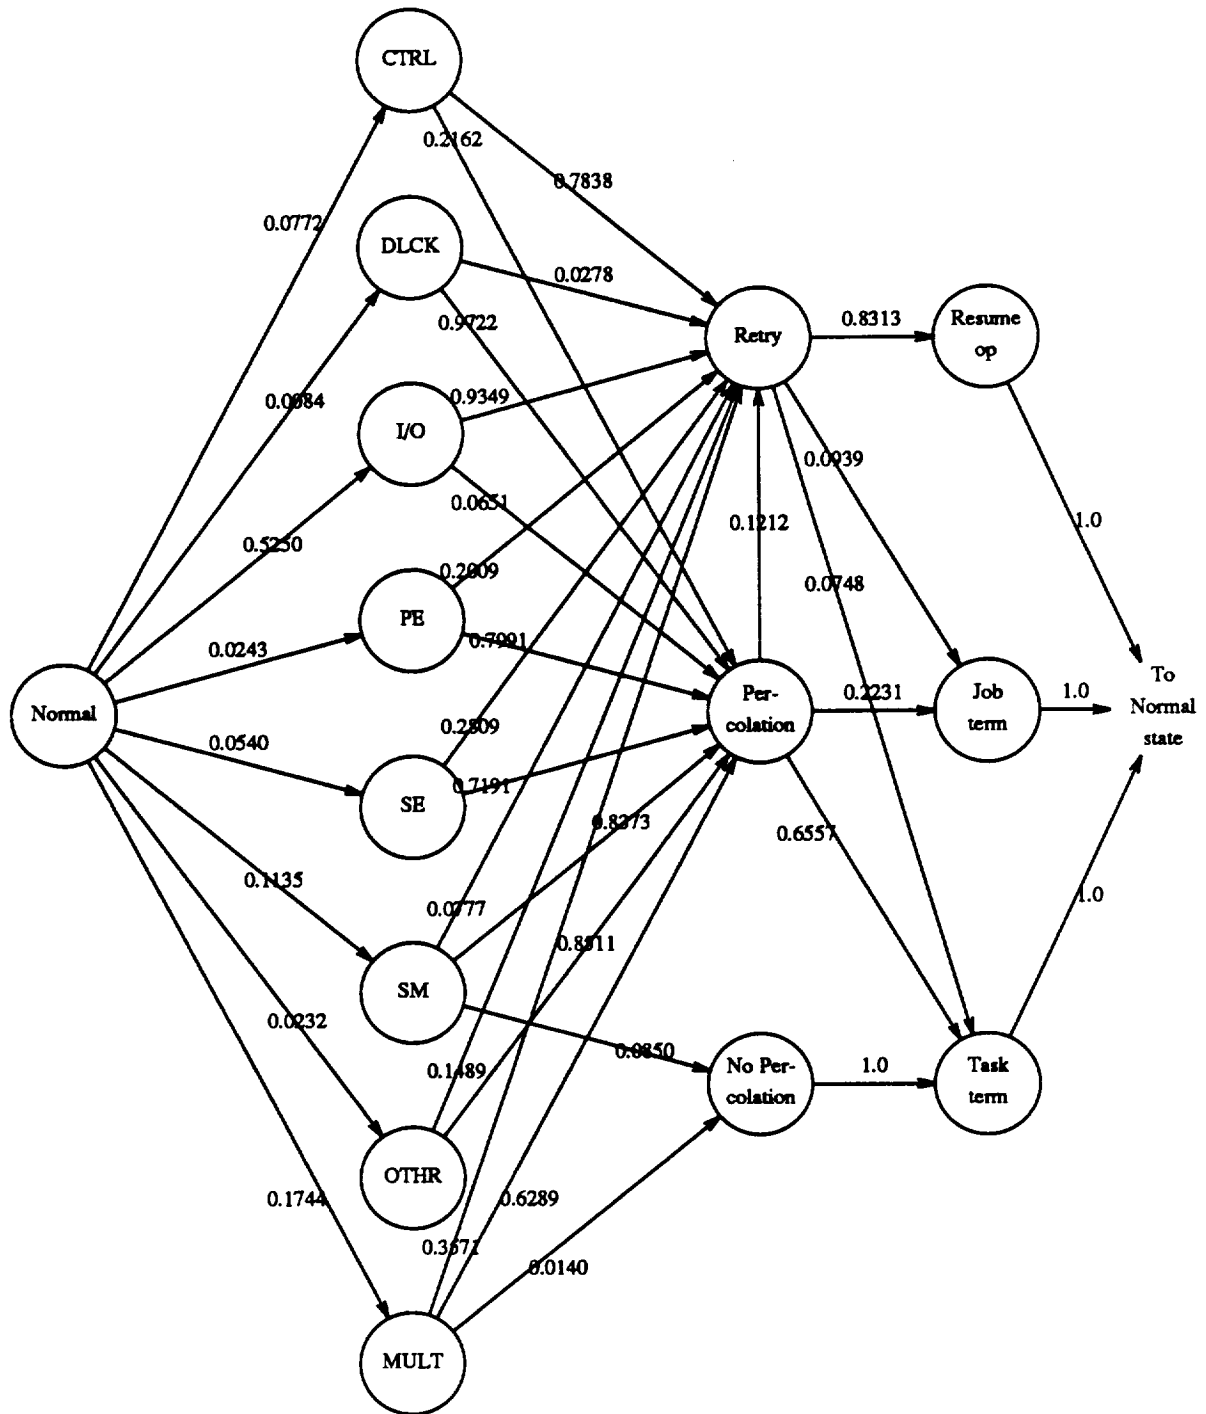 CTRL
0.2162
0.7838
0.0772
DLCK
0.0278
0.9722
Retry
0.8313
Resume
op
0.0084
0.9349
I/O
0.0939
0.0651
0.1212
1.0
0.5250
0.2009
0.0748
PE
0.7991
0.0243
Normal
0.0540
Per-
colation
0.2231
Job
term
1.0
To
Normal
state
0.2809
0.7191
SE
0.8373
0.6557
0.1135
0.0777
1.0
0.8511
SM
0.0232
0.0850
0.1489
No Per-
colation
1.0
Task
term
OTHR
0.1744
0.6289
0.3571
0.0140
MULT